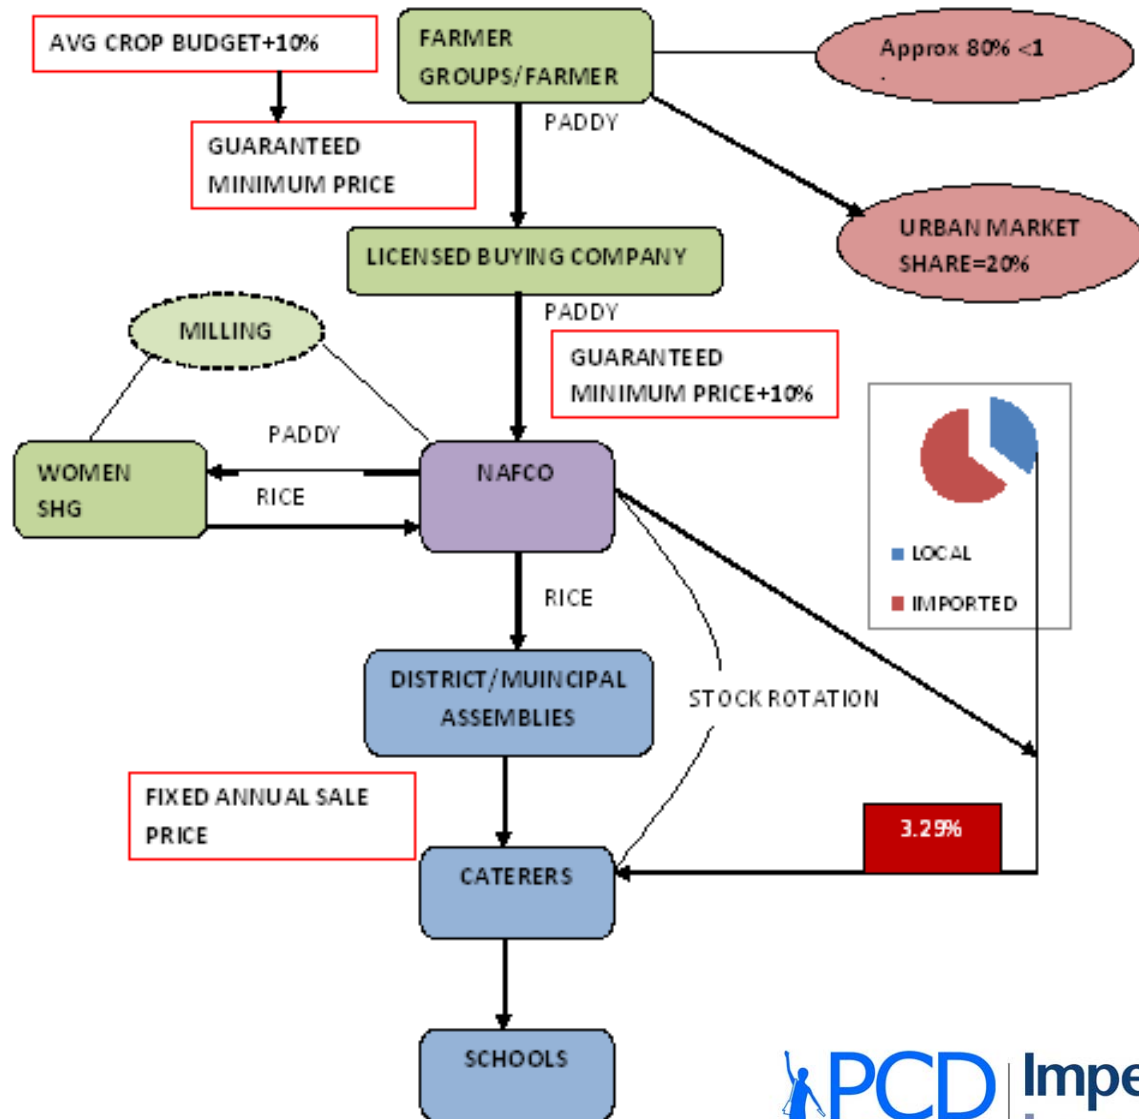 AVG CROP BUDGET+10%
FARMER
GROUPS/FARMER
Approx 80% <1
.
PADDY
GUARANTEED
MINIMUM PRICE
URBAN MARKET
SHARE=20%
LICENSED BUYING COMPANY
PADDY
MILLING
GUARANTEED
MINIMUM PRICE+10%
PADDY
WOMEN
SHG
NAFCO
RICE
LOCAL
IMPORTED
RICE
DISTRICT/MUINCIPAL
ASSEMBLIES
STOCK ROTATION
FIXED ANNUAL SALE
PRICE
3.29%
CATERERS
SCHOOLS
PCD
Impe